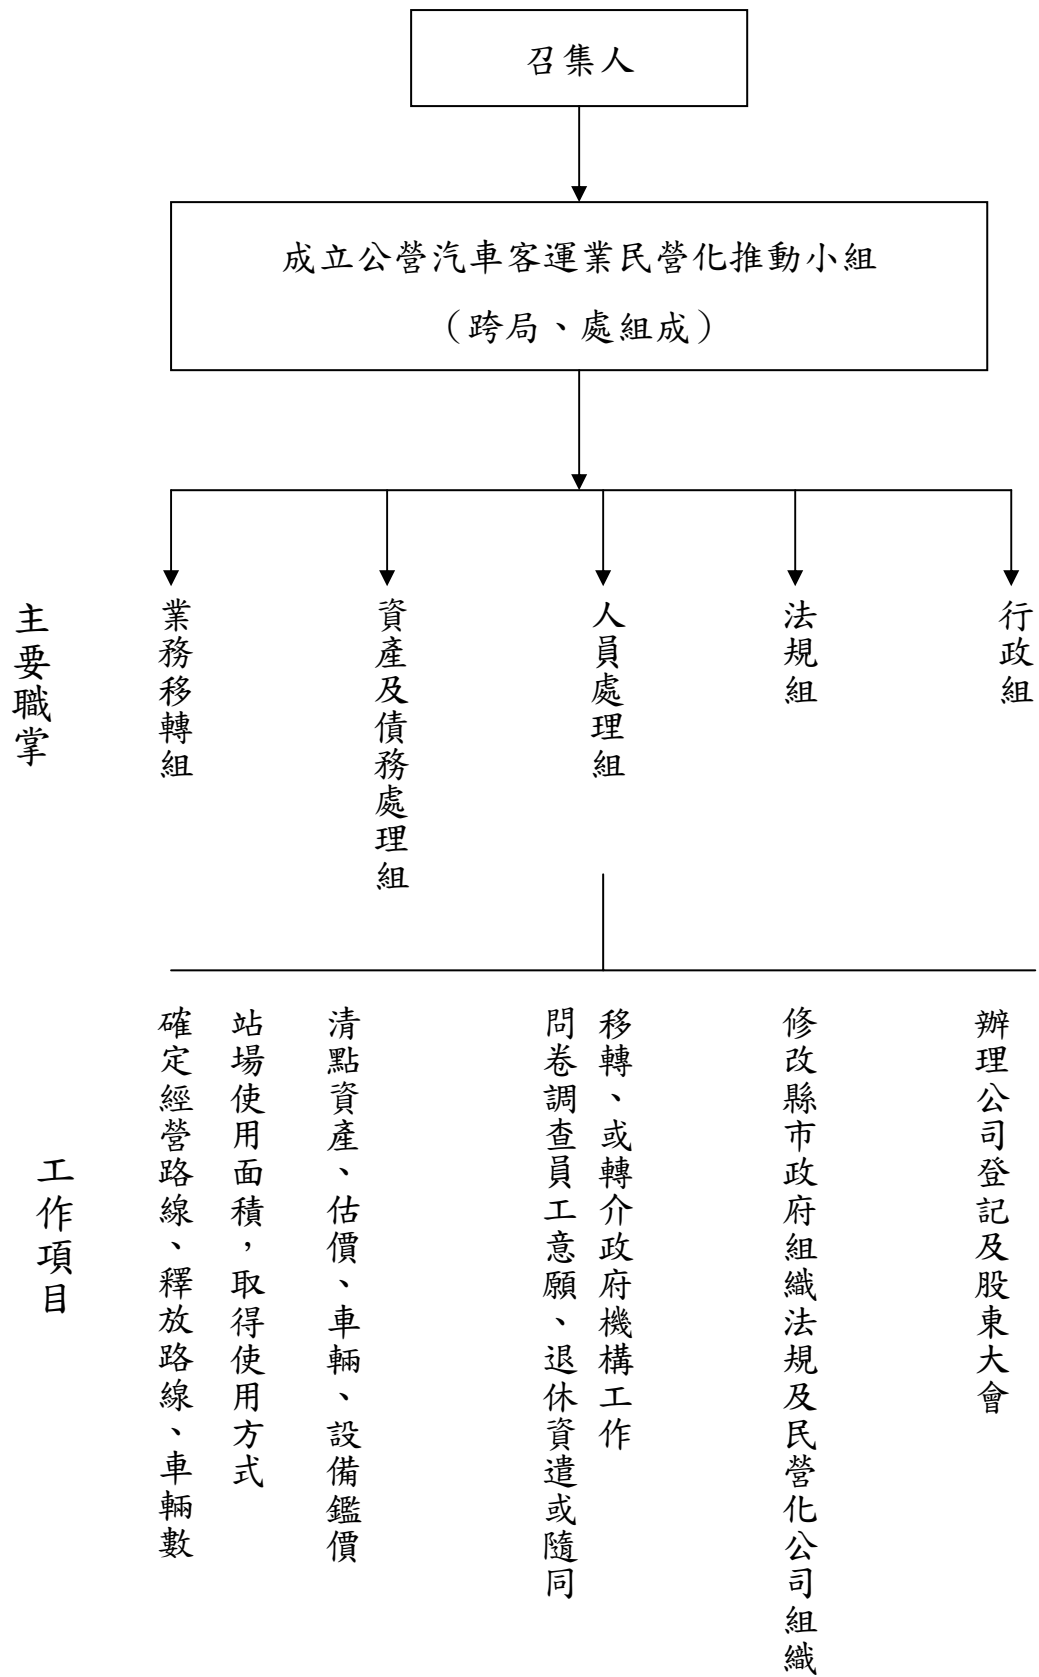 召集人
成立公營汽車客運業民營化推動小組
（跨局、處組成）
主要職掌
業務移轉組
資產及債務處理組
人員處理組
法規組
行政組
工作項目
確定經營路線、釋放路線、車輛數
站場使用面積，取得使用方式
清點資產、估價、車輛、設備鑑價
問卷調查員工意願、退休資遣或隨同
移轉、或轉介政府機構工作
修改縣市政府組織法規及民營化公司組織
辦理公司登記及股東大會